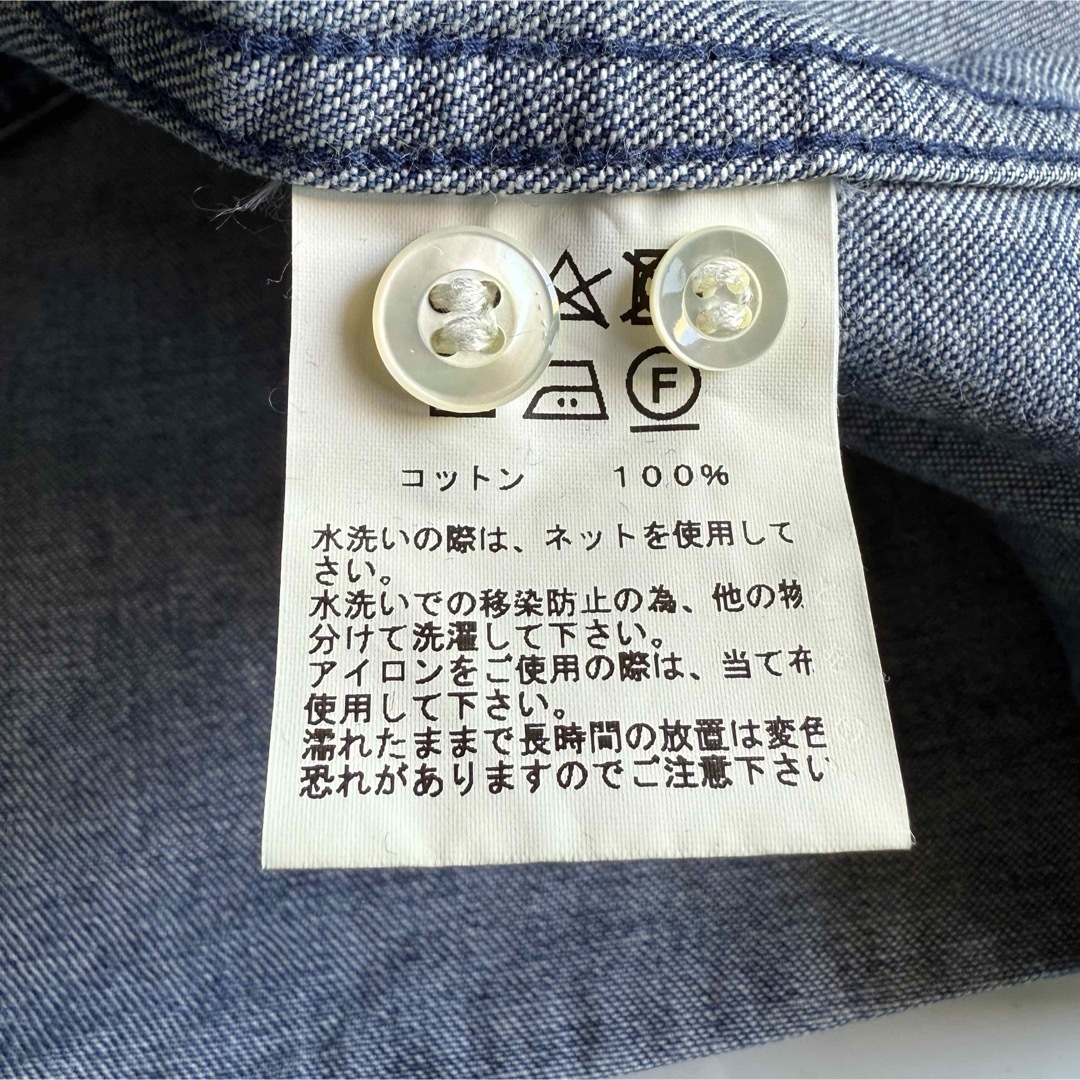 F
コットン 100%
水洗いの際は、ネットを使用して
さい。
水洗いでの移染防止の為、他の物
分けて洗濯して下さい。
アイロンをご使用の際は、当て布
使用して下さい。
濡れたままで長時間の放置は変色
恐れがありますのでご注意下さい